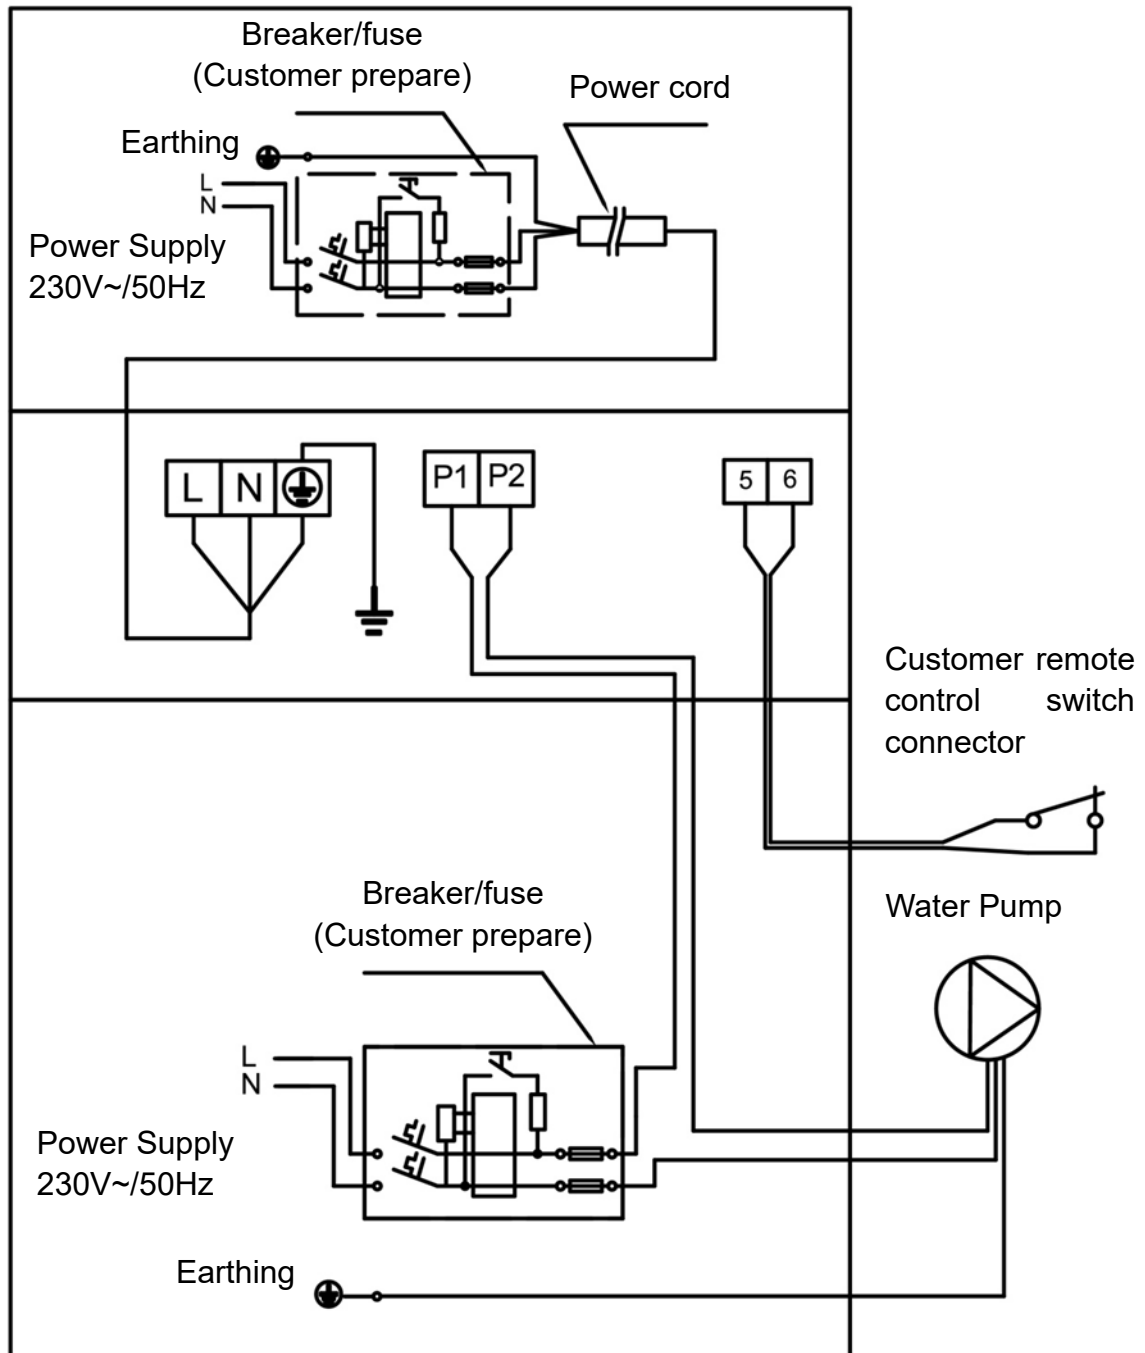 Breaker/fuse
(Customer prepare)
Power cord
Earthing
L
N
Power Supply
230V~/50Hz
L N
P1 P2
5 6
Customer remote
control switch
connector
Breaker/fuse
(Customer prepare)
Water Pump
L
N
Power Supply
230V~/50Hz
Earthing